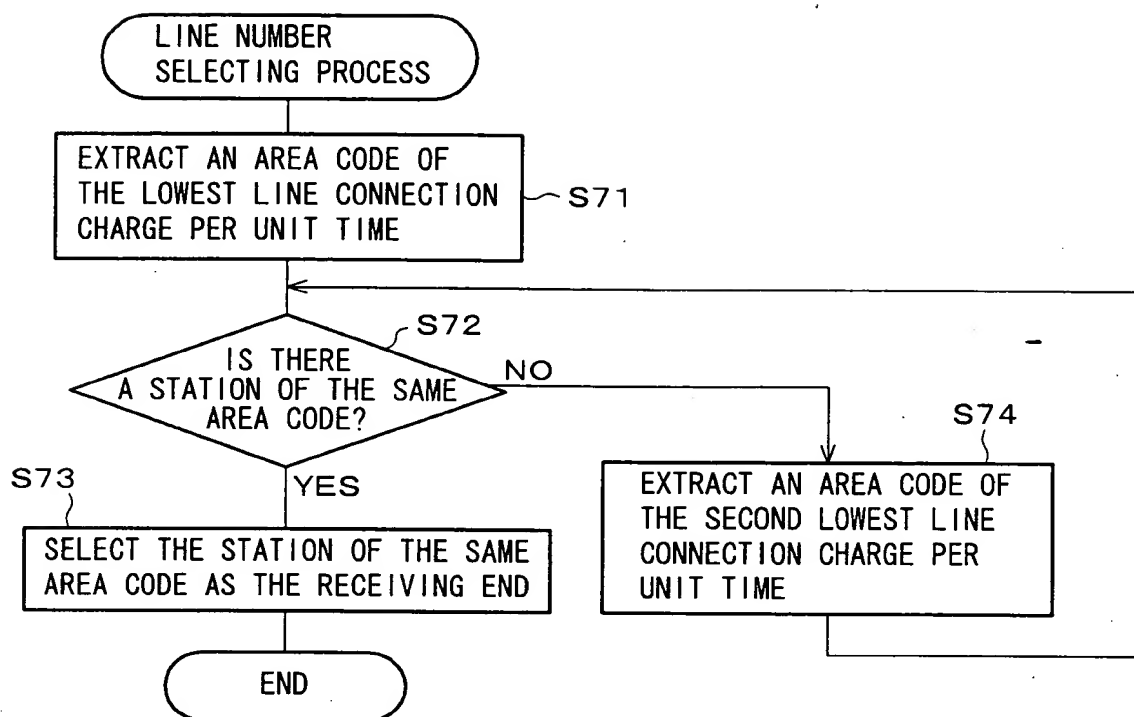 LINE NUMBER
SELECTING PROCESS
EXTRACT AN AREA CODE OF
THE LOWEST LINE CONNECTION
CHARGE PER UNIT TIME
S71
S72
IS THERE
A STATION OF THE SAME
AREA CODE?
NO
S74
YES
S73
EXTRACT AN AREA CODE OF
THE SECOND LOWEST LINE
CONNECTION CHARGE PER
UNIT TIME
SELECT THE STATION OF THE SAME
AREA CODE AS THE RECEIVING END
END